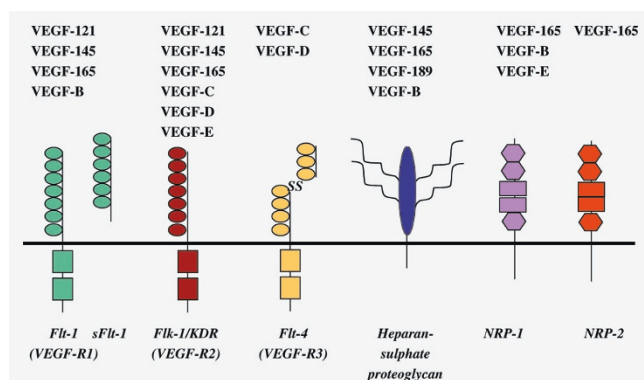 VEGF-121
VEGF-145
VEGF-165
VEGF-B
VEGF-121
VEGF-145
VEGF-165
VEGF-C
VEGF-D
VEGF-E
VEGF-C
VEGF-D
VEGF-145
VEGF-165
VEGF-189
VEGF-B
VEGF-165
VEGF-B
VEGF-E
VEGF-165
SS
Flt-1
(VEGF-R1)
sFlt-1
Flk-1/KDR
(VEGF-R2)
Flt-4
(VEGF-R3)
Heparan-
sulphate
proteoglycan
NRP-1
NRP-2